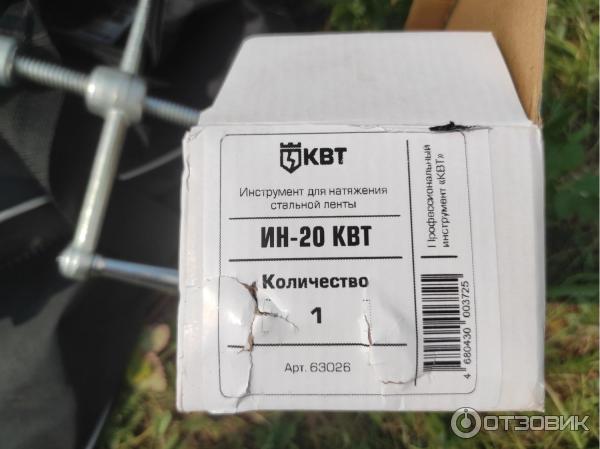 КВТ
Инструмент для натяжения
стальной ленты
ИН-20 КВТ
Количество
1
Арт. 63026
Профессиональный
инструмент «КВТ»
4 680430 003725
ОТЗОВИК